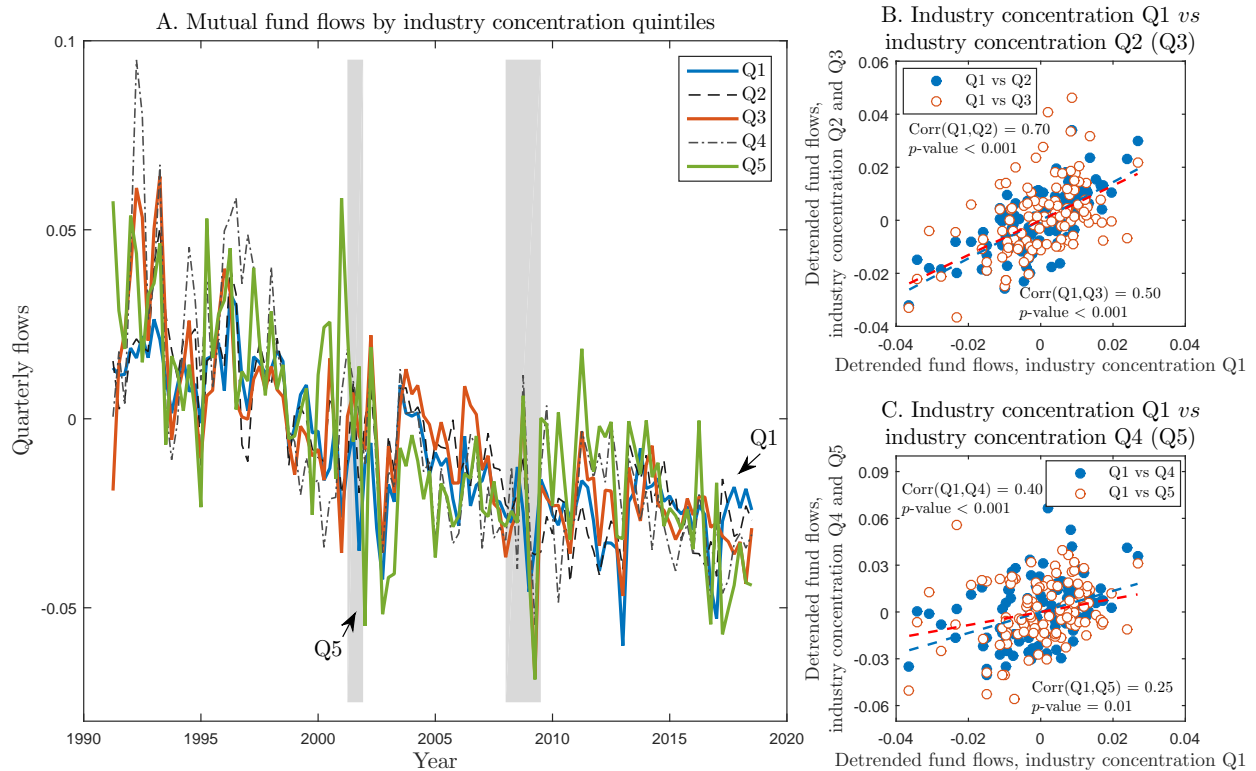 A. Mutual fund flows by industry concentration quintiles
0.1
0.05
0
-0.05
Quarterly flows
1990
1995
2000
2005
2010
2015
2020
Year
Q1
Q2
Q3
Q4
Q5
Q5
Q1
B. Industry concentration Q1 vs
industry concentration Q2 (Q3)
0.06
0.04
0.02
0
-0.02
-0.04
Detrended fund flows,
industry concentration Q2 and Q3
Q1 vs Q2
Q1 vs Q3
Corr(Q1,Q2) = 0.70
p-value < 0.001
Corr(Q1,Q3) = 0.50
p-value < 0.001
-0.04
-0.02
0
0.02
0.04
Detrended fund flows, industry concentration Q1
C. Industry concentration Q1 vs
industry concentration Q4 (Q5)
0.09
0.06
0.03
0
-0.03
-0.06
Detrended fund flows,
industry concentration Q4 and Q5
Q1 vs Q4
Q1 vs Q5
Corr(Q1,Q4) = 0.40
p-value < 0.001
Corr(Q1,Q5) = 0.25
p-value = 0.01
-0.04
-0.02
0
0.02
0.04
Detrended fund flows, industry concentration Q1